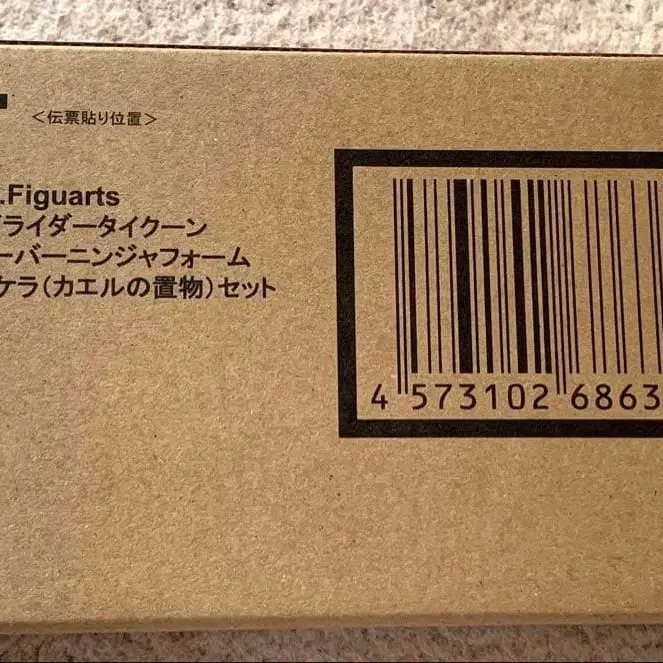 <伝票貼り位置>
.Figuarts
ライダータイクーン
ーバーニンジャフォーム
ケラ(カエルの置物)セット
4 573102 6863